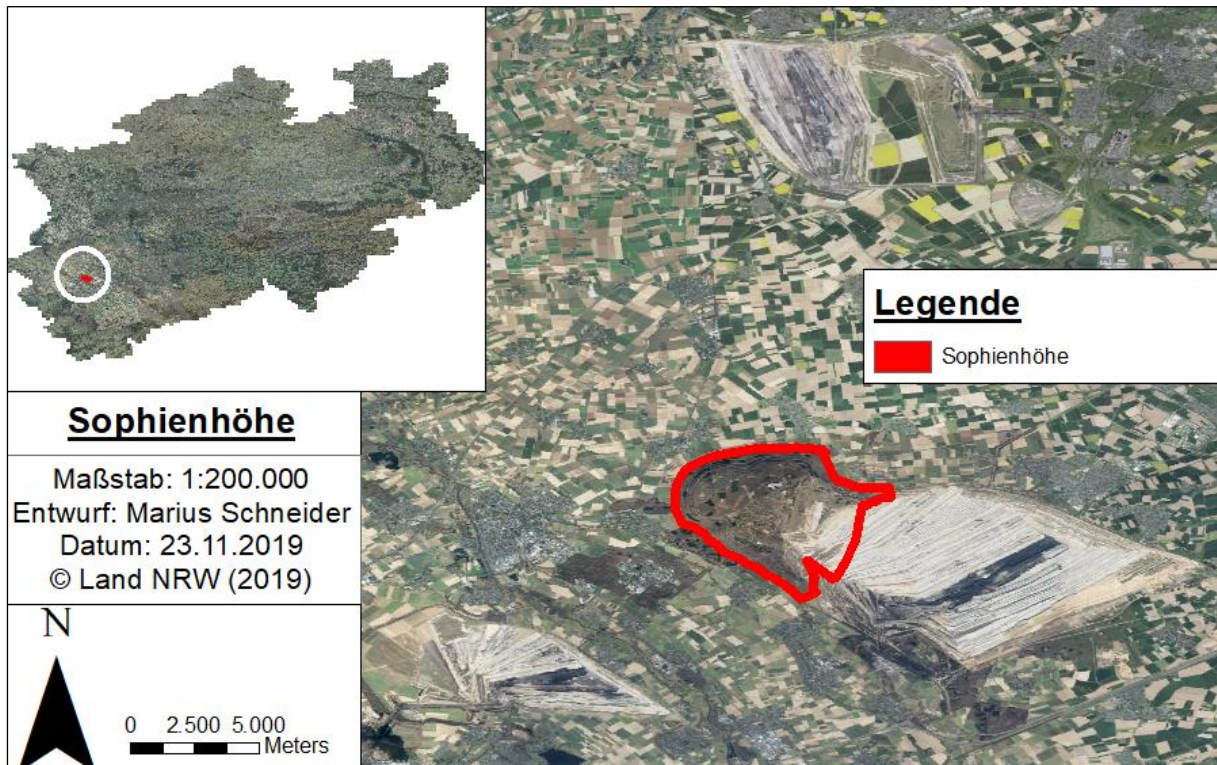 Legende
Sophienhöhe
Sophienhöhe
Maßstab: 1:200.000
Entwurf: Marius Schneider
Datum: 23.11.2019
© Land NRW (2019)
N
0 2.500 5.000
Meters